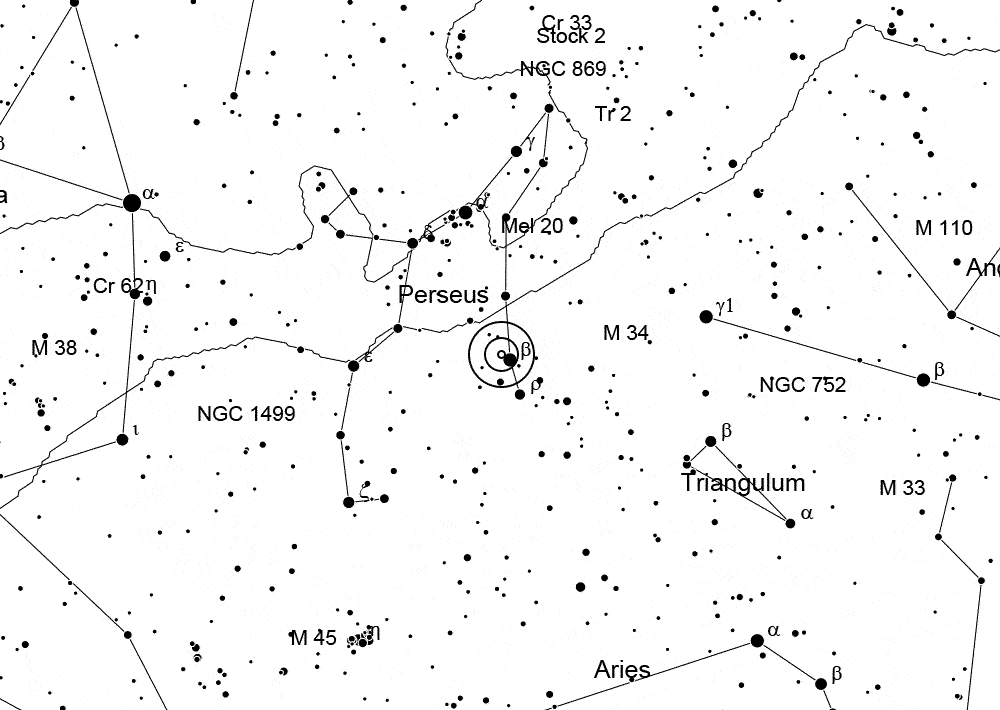 Cr 33
Stock 2
NGC 869
Tr 2
γ
β
α
α
Mel 20
ξ
M 110
ε
And
Cr 62
η
Perseus
γ1
M 34
M 38
β
ε
β
NGC 752
ρ
NGC 1499
ι
β
Triangulum
M 33
ζ
α
M 45
η
α
Aries
β